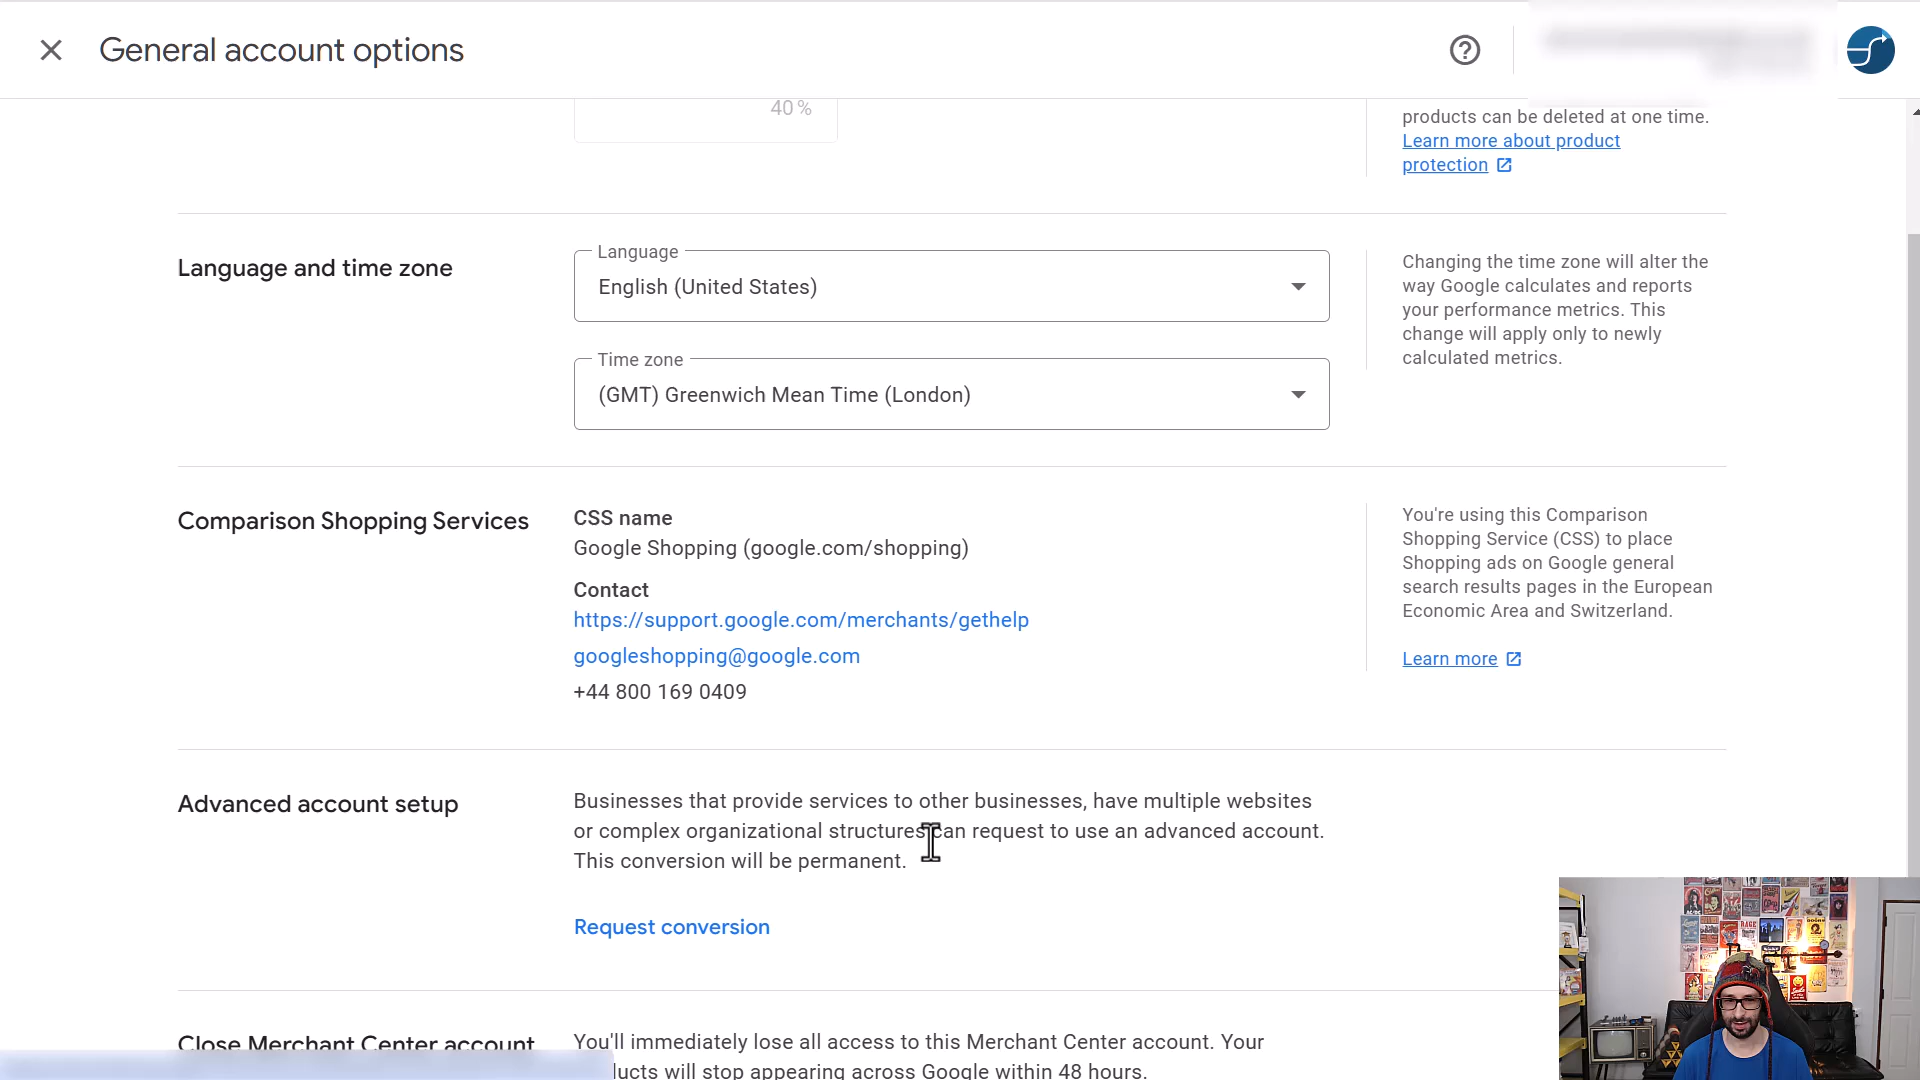 General account options
40 %
products can be deleted at one time.
Learn more about product
protection
Language and time zone
Language
English (United States)
Time zone
(GMT) Greenwich Mean Time (London)
Changing the time zone will alter the
way Google calculates and reports
your performance metrics. This
change will apply only to newly
calculated metrics.
Comparison Shopping Services
CSS name
Google Shopping (google.com/shopping)
Contact
https://support.google.com/merchants/gethelp
googleshopping@google.com
+44 800 169 0409
You're using this Comparison
Shopping Service (CSS) to place
Shopping ads on Google general
search results pages in the European
Economic Area and Switzerland.
Learn more
Advanced account setup
Businesses that provide services to other businesses, have multiple websites
or complex organizational structures can request to use an advanced account.
This conversion will be permanent.
Request conversion
Close Merchant Center account
You'll immediately lose all access to this Merchant Center account. Your
ucts will stop appearing across Google within 48 hours.